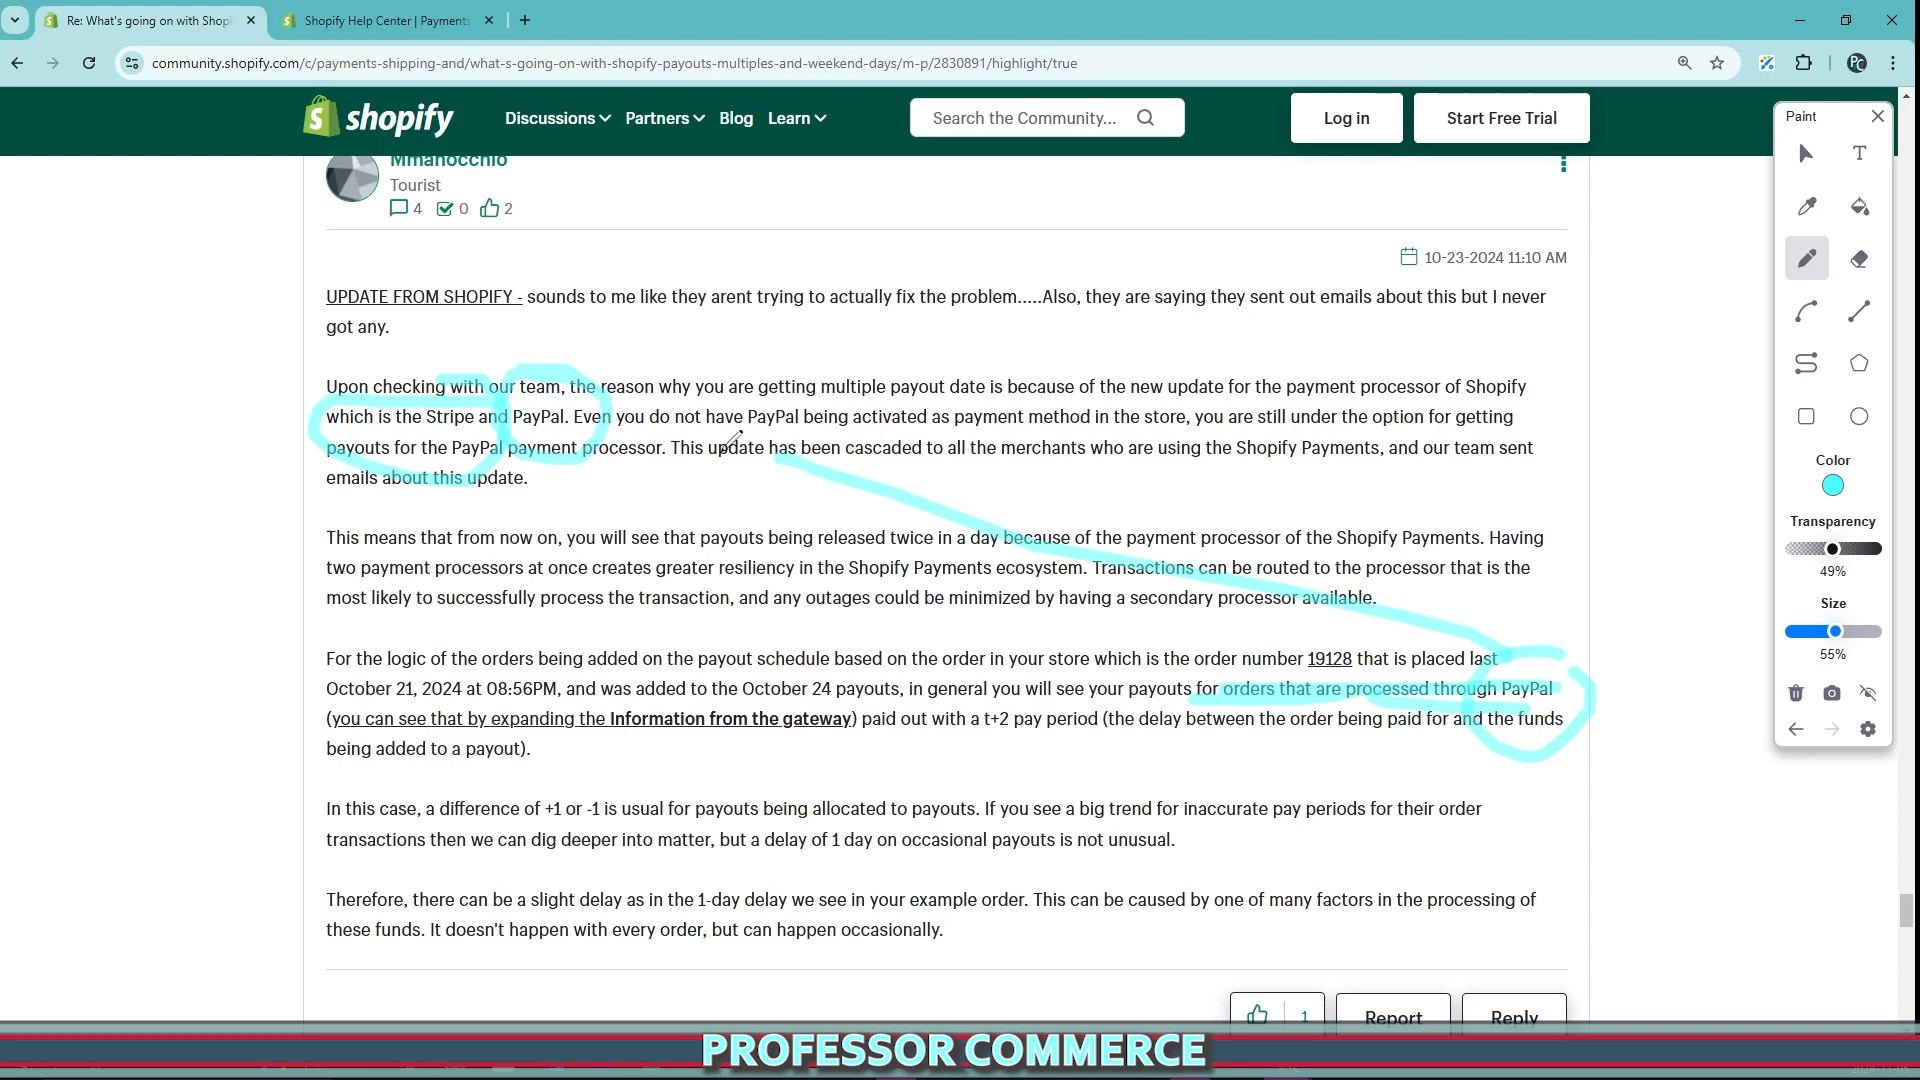 Re: What's going on with Shopi
Shopify Help Center | Payments
community.shopify.com/c/payments-shipping-and/what-s-going-on-with-shopify-payouts-multiples-and-weekend-days/m-p/2830891/highlight/true
PC
shopify
Discussions
Partners
Blog
Learn
Search the Community...
Log in
Start Free Trial
Mmanocchio
Tourist
4
0
2
10-23-2024 11:10 AM
UPDATE FROM SHOPIFY - sounds to me like they arent trying to actually fix the problem.....Also, they are saying they sent out emails about this but I never
got any.
Upon checking with our team, the reason why you are getting multiple payout date is because of the new update for the payment processor of Shopify
which is the Stripe and PayPal. Even you do not have PayPal being activated as payment method in the store, you are still under the option for getting
payouts for the PayPal payment processor. This update has been cascaded to all the merchants who are using the Shopify Payments, and our team sent
emails about this update.
This means that from now on, you will see that payouts being released twice in a day because of the payment processor of the Shopify Payments. Having
two payment processors at once creates greater resiliency in the Shopify Payments ecosystem. Transactions can be routed to the processor that is the
most likely to successfully process the transaction, and any outages could be minimized by having a secondary processor available.
For the logic of the orders being added on the payout schedule based on the order in your store which is the order number 19128 that is placed last
October 21, 2024 at 08:56PM, and was added to the October 24 payouts, in general you will see your payouts for orders that are processed through PayPal
(you can see that by expanding the Information from the gateway) paid out with a t+2 pay period (the delay between the order being paid for and the funds
being added to a payout).
In this case, a difference of +1 or -1 is usual for payouts being allocated to payouts. If you see a big trend for inaccurate pay periods for their order
transactions then we can dig deeper into matter, but a delay of 1 day on occasional payouts is not unusual.
Therefore, there can be a slight delay as in the 1-day delay we see in your example order. This can be caused by one of many factors in the processing of
these funds. It doesn't happen with every order, but can happen occasionally.
1
Report
Reply
Paint
T
Color
Transparency
49%
Size
55%
PROFESSOR COMMERCE